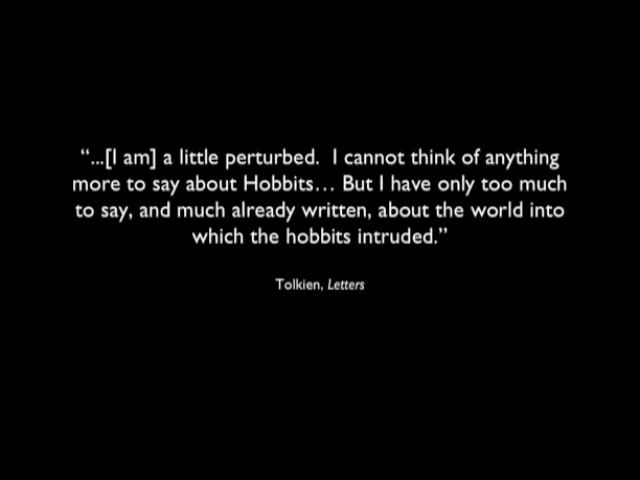 “...[I am] a little perturbed.  I cannot think of anything
more to say about Hobbits… But I have only too much
to say, and much already written, about the world into
which the hobbits intruded.”
Tolkien, Letters